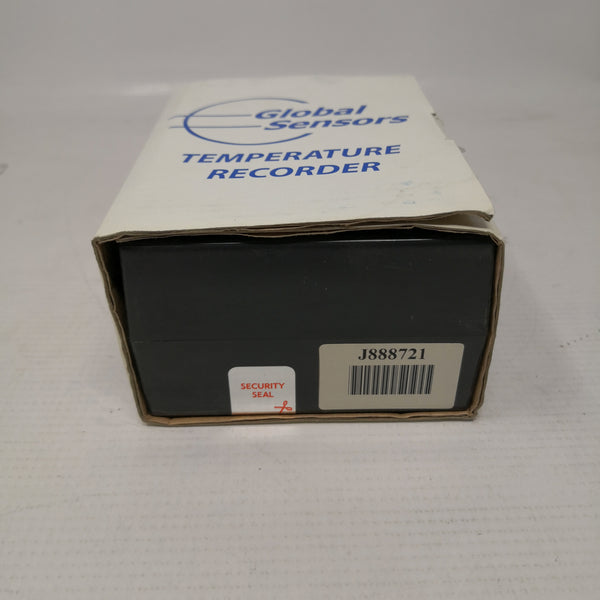 Global
Sensors
TEMPERATURE
RECORDER
J888721
SECURITY
SEAL